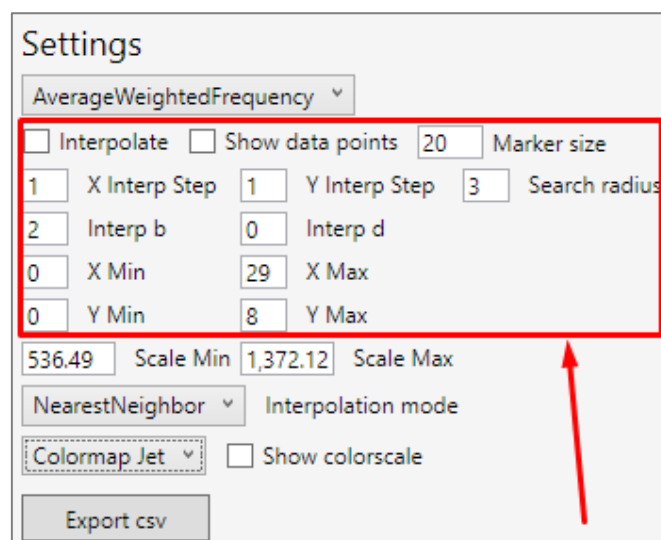 Settings
AverageWeightedFrequency
Interpolate Show data points 20 Marker size
1 X Interp Step 1 Y Interp Step 3 Search radius
2 Interp b 0 Interp d
0 X Min 29 X Max
0 Y Min 8 Y Max
536.49 Scale Min 1,372.12 Scale Max
NearestNeighbor Interpolation mode
Colormap Jet Show colorscale
Export csv